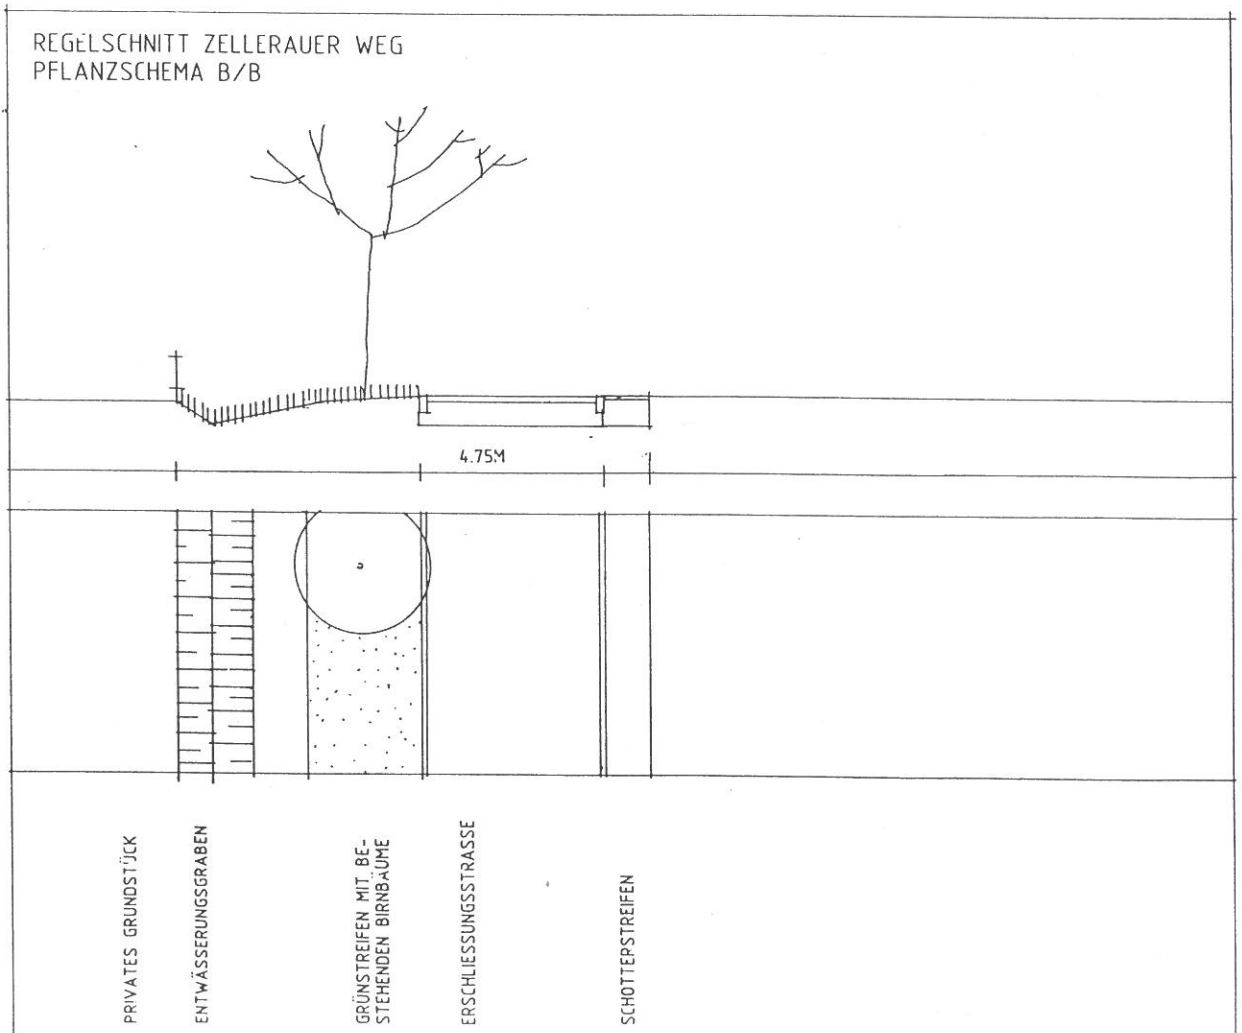 REGELSCHNITT ZELLERAUER WEG
PFLANZSCHEMA B/B
4.75M
PRIVATES GRUNDSTÜCK
ENTWÄSSERUNGSGRABEN
GRÜNSTREIFEN MIT BE-
STEHENDEN BIRNBÄUME
ERSCHLIESSUNGSSTRASSE
SCHOTTERSTREIFEN